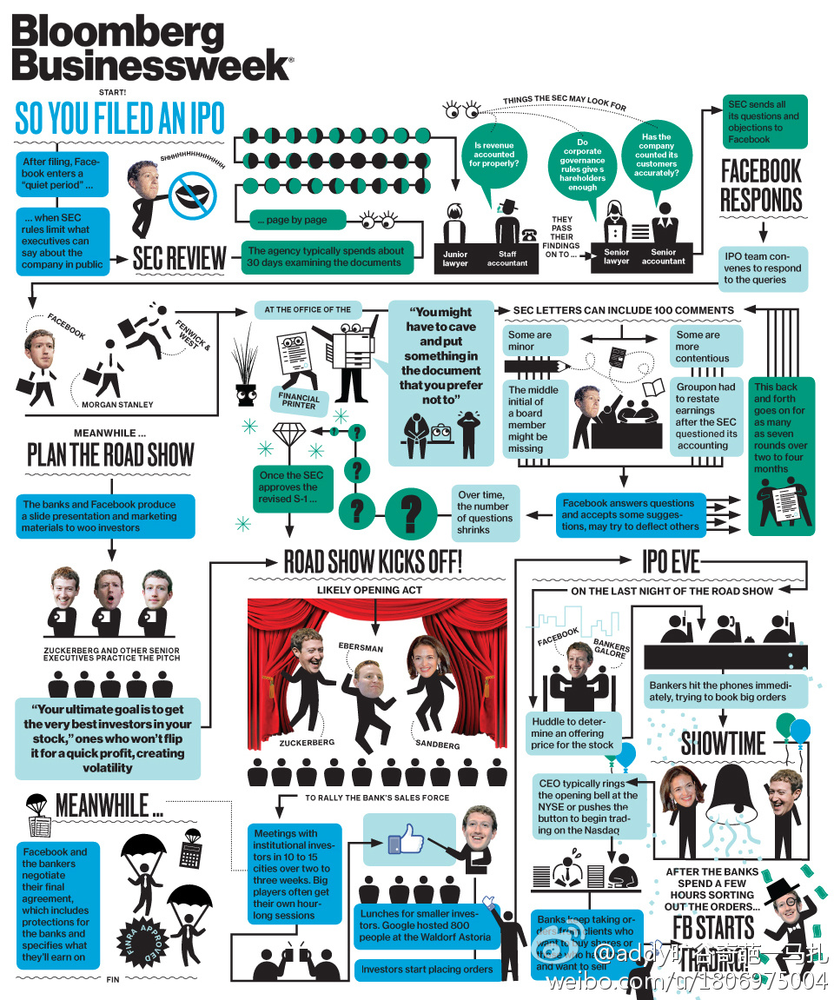 Bloomberg
Businessweek®
START!
SO YOU FILED AN IPO
After filing, Face-
book enters a
“quiet period” ...
... when SEC
rules limit what
executives can
say about the
company in public
SHHHHHHHHHHHHH
SEC REVIEW
The agency typically spends about
30 days examining the documents
... page by page
THINGS THE SEC MAY LOOK FOR
Is revenue
accounted
for properly?
Do
corporate
governance
rules give s
hareholders
enough
Has the
company
counted its
customers
accurately?
Junior
lawyer
Staff
accountant
THEY
PASS
THEIR
FINDINGS
ON TO ...
Senior
lawyer
Senior
accountant
SEC sends all
its questions and
objections to
Facebook
FACEBOOK
RESPONDS
IPO team con-
venes to respond
to the queries
FACEBOOK
MORGAN STANLEY
FENWICK &
WEST
AT THE OFFICE OF THE
FINANCIAL
PRINTER
“You might
have to cave
and put
something in
the document
that you prefer
not to”
SEC LETTERS CAN INCLUDE 100 COMMENTS
Some are
minor
The middle
initial of
a board
member
might be
missing
Some are
more
contentious
Groupon had
to restate
earnings
after the SEC
questioned its
accounting
This back
and forth
goes on for
as many
as seven
rounds over
two to four
months
Facebook answers questions
and accepts some sugges-
tions, may try to deflect others
Over time,
the number
of questions
shrinks
?
?
?
?
?
Once the SEC
approves the
revised S-1 ...
MEANWHILE ...
PLAN THE ROAD SHOW
The banks and Facebook produce
a slide presentation and marketing
materials to woo investors
ZUCKERBERG AND OTHER SENIOR
EXECUTIVES PRACTICE THE PITCH
“Your ultimate goal is to get
the very best investors in your
stock,” ones who won’t flip
it for a quick profit, creating
volatility
ROAD SHOW KICKS OFF!
LIKELY OPENING ACT
EBERSMAN
ZUCKERBERG
SANDBERG
TO RALLY THE BANK’S SALES FORCE
MEANWHILE ...
Facebook and
the bankers
negotiate
their final
agreement,
which includes
protections for
the banks and
specifies what
they’ll earn on
FINRA APPROVED
FIN
Meetings with
institutional inves-
tors in 10 to 15
cities over two to
three weeks. Big
players often get
their own hour-
long sessions
Lunches for smaller inves-
tors. Google hosted 800
people at the Waldorf Astoria
Investors start placing orders
IPO EVE
ON THE LAST NIGHT OF THE ROAD SHOW
FACEBOOK
BANKERS
GALORE
Huddle to deter-
mine an offering
price for the stock
Bankers hit the phones immedi-
ately, trying to book big orders
SHOWTIME
CEO typically rings
the opening bell at the
NYSE or pushes the
button to begin trad-
ing on the Nasdaq
Banks keep taking or-
ders from clients who
want to buy shares or
those who ha
and want to sell
AFTER THE BANKS
SPEND A FEW
HOURS SORTING
OUT THE ORDERS...
FB STARTS
TRADING!
@addy硅谷奇葩一马扎
weibo.com/u/1806975004